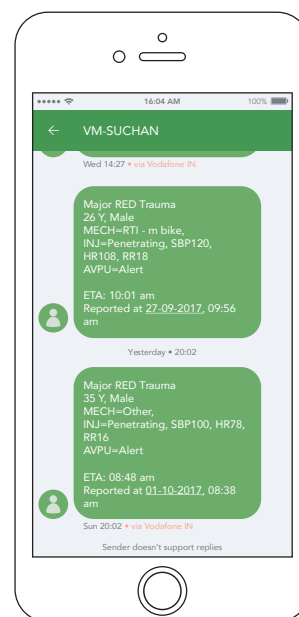 16:04 AM 100%
VM-SUCHAN
Wed 14:27 • via Vodafone IN
Major RED Trauma
26 Y, Male
MECH=RTI - m bike,
INJ=Penetrating, SBP120,
HR108, RR18
AVPU=Alert
ETA: 10:01 am
Reported at 27-09-2017, 09:56
am
Yesterday • 20:02
Major RED Trauma
35 Y, Male
MECH=Other,
INJ=Penetrating, SBP100, HR78,
RR16
AVPU=Alert
ETA: 08:48 am
Reported at 01-10-2017, 08:38
am
Sun 20:02 • via Vodafone IN
Sender doesn't support replies